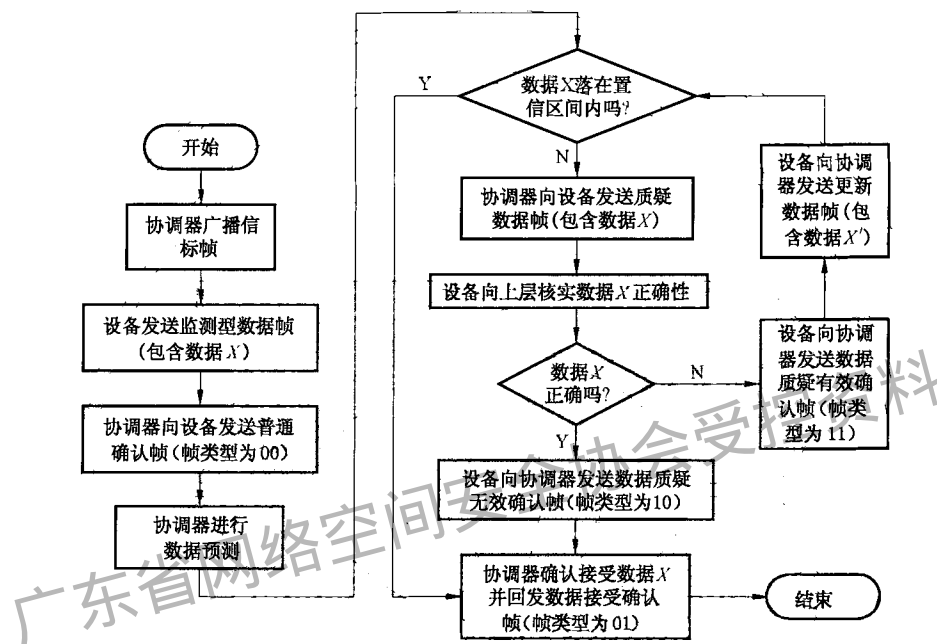 开始
协调器广播信
标帧
设备发送监测型数据帧
(包含数据X)
协调器向设备发送普通
确认帧(帧类型为00)
协调器进行
数据预测
数据X落在置
信区间内吗?
Y
N
协调器向设备发送质疑
数据帧(包含数据X)
设备向上层核实数据X正确性
数据X
正确吗?
N
Y
设备向协调
器发送数据
质疑有效确
认帧(帧类
型为11)
设备向协调
器发送更新
数据帧(包
含数据X′)
设备向协调器发送数据质疑
无效确认帧(帧类型为10)
协调器确认接受数据X
并回发数据接受确认
帧(帧类型为01)
结束
广东省网络空间安全协会受控资料